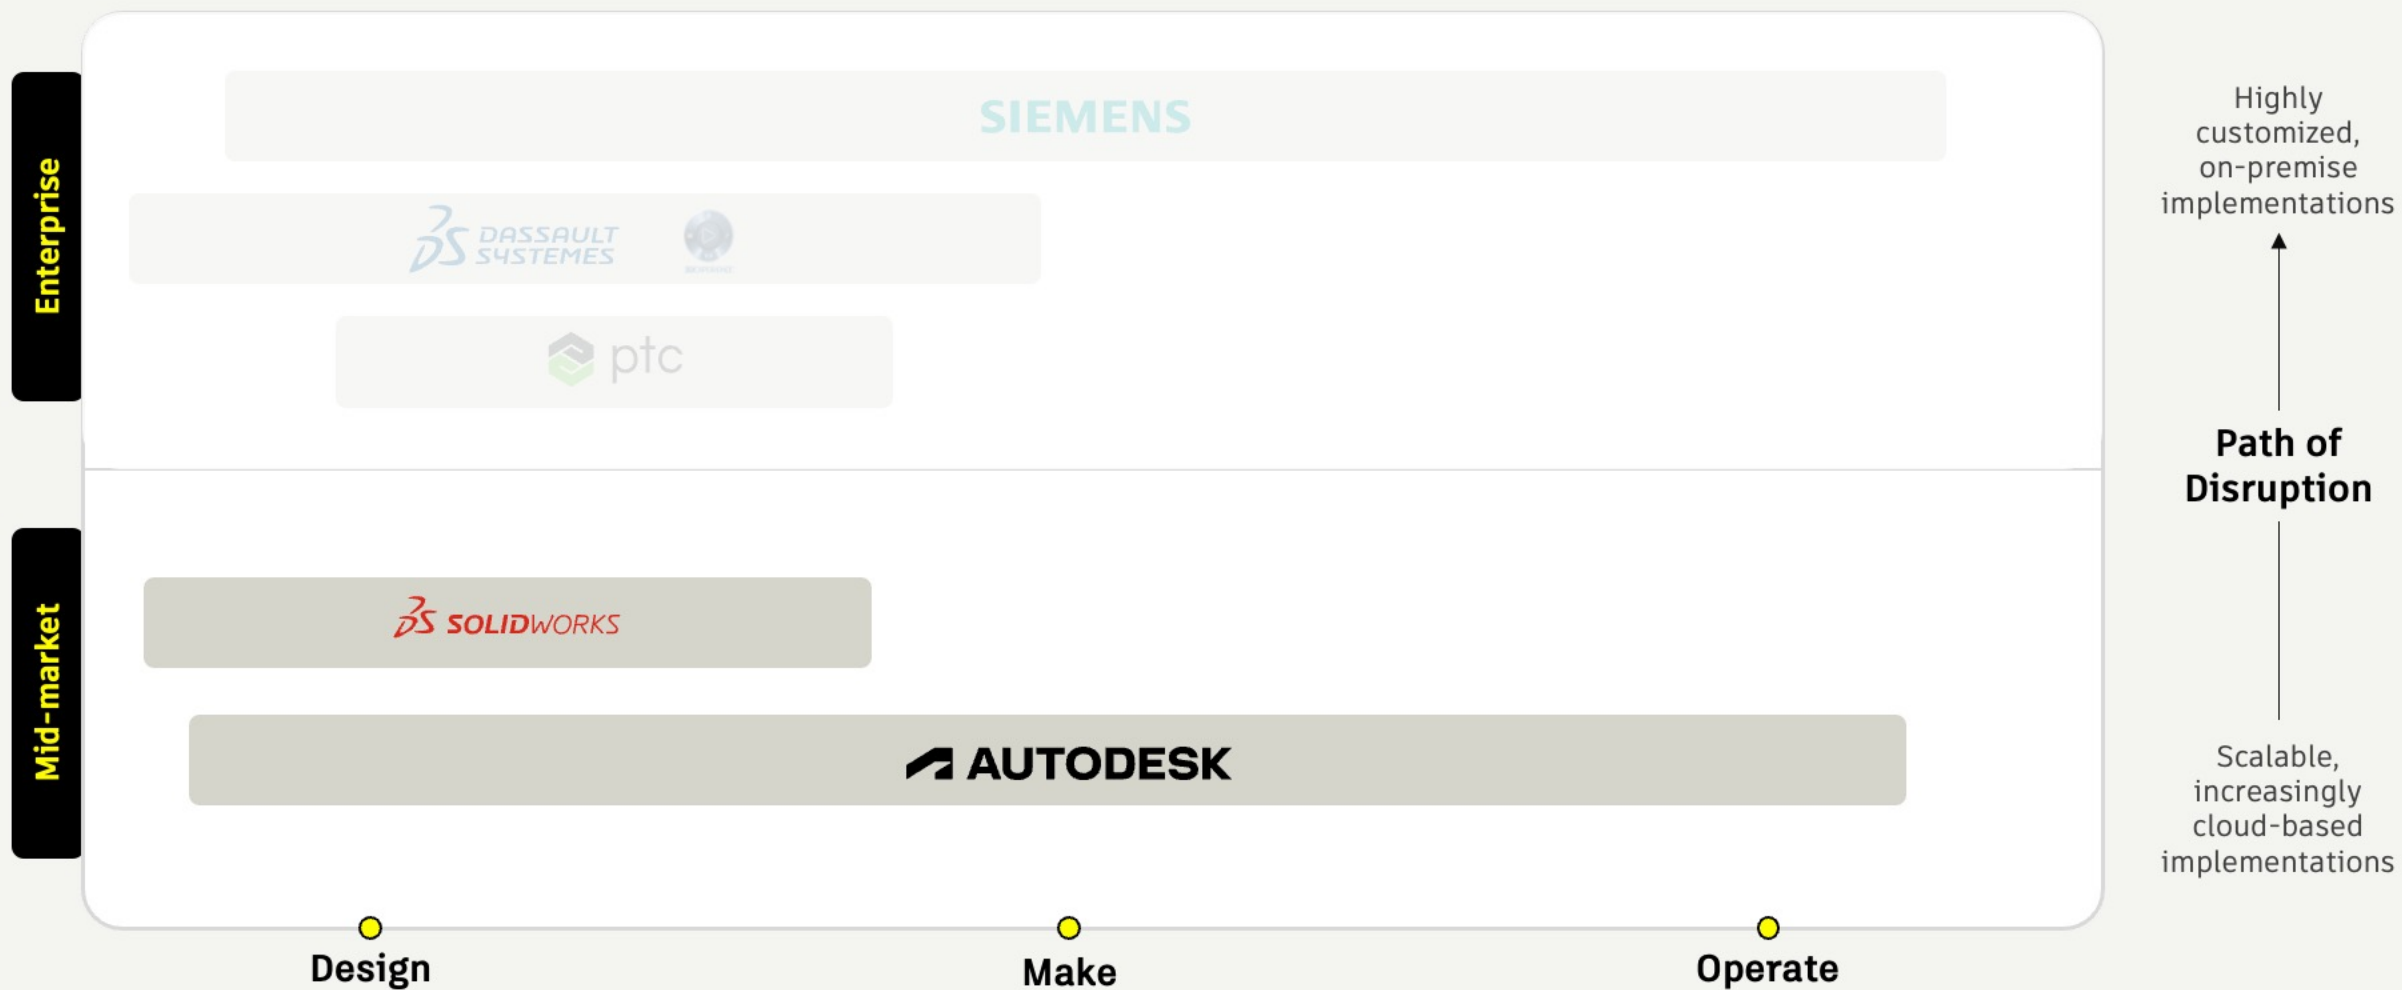 Enterprise
SIEMENS
DASSAULT
SYSTEMES
ptc
Mid-market
SOLIDWORKS
AUTODESK
Design
Make
Operate
Highly
customized,
on-premise
implementations
Path of
Disruption
Scalable,
increasingly
cloud-based
implementations